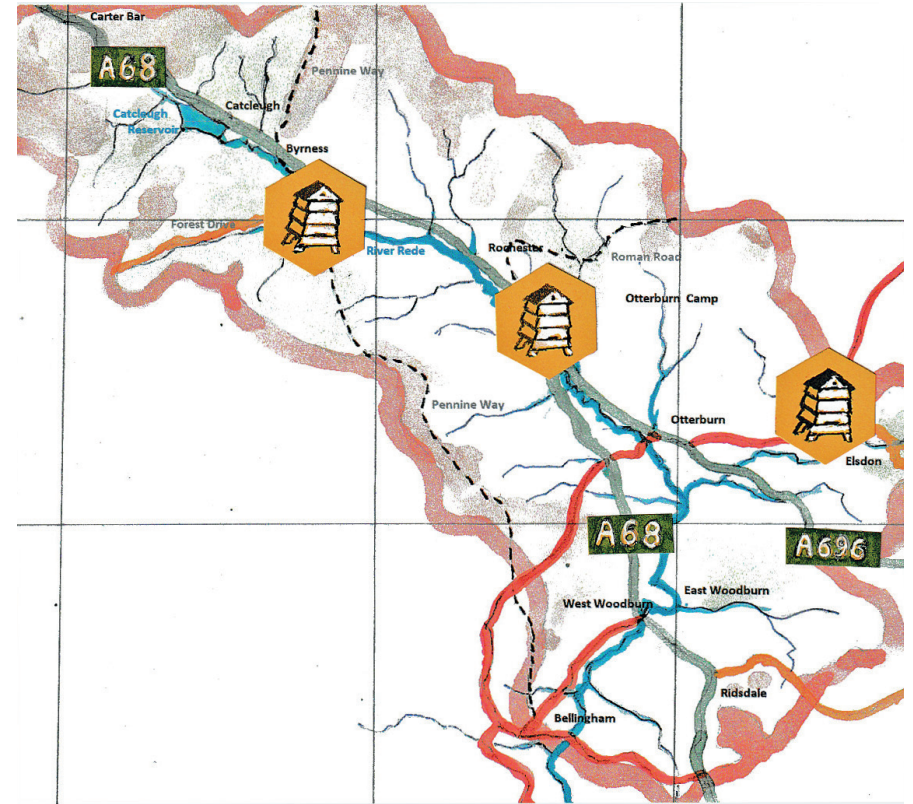 Carter Bar
A68
Pennine Way
Catcleugh
Catcleugh
Reservoir
Byrness
Forest Drive
River Rede
Rochester
Roman Road
Otterburn Camp
Pennine Way
Otterburn
Elsdon
A68
A696
West Woodburn
East Woodburn
Ridsdale
Bellingham